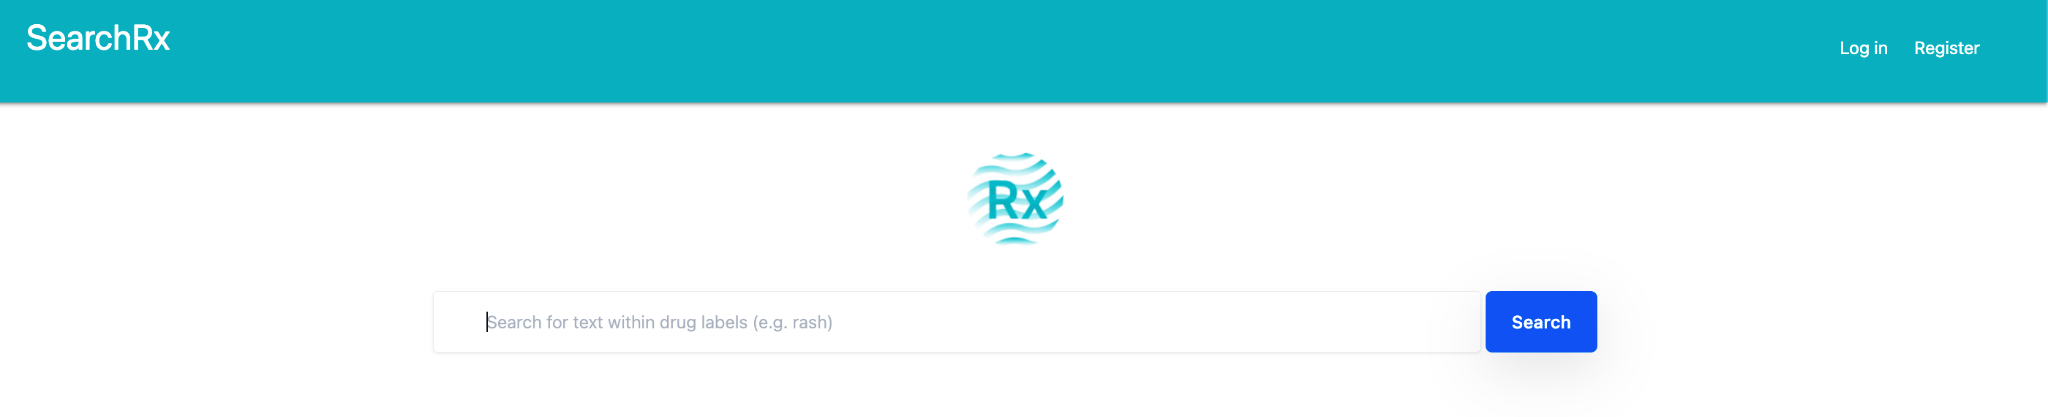 SearchRx
Log in Register
Rx
Search for text within drug labels (e.g. rash)
Search